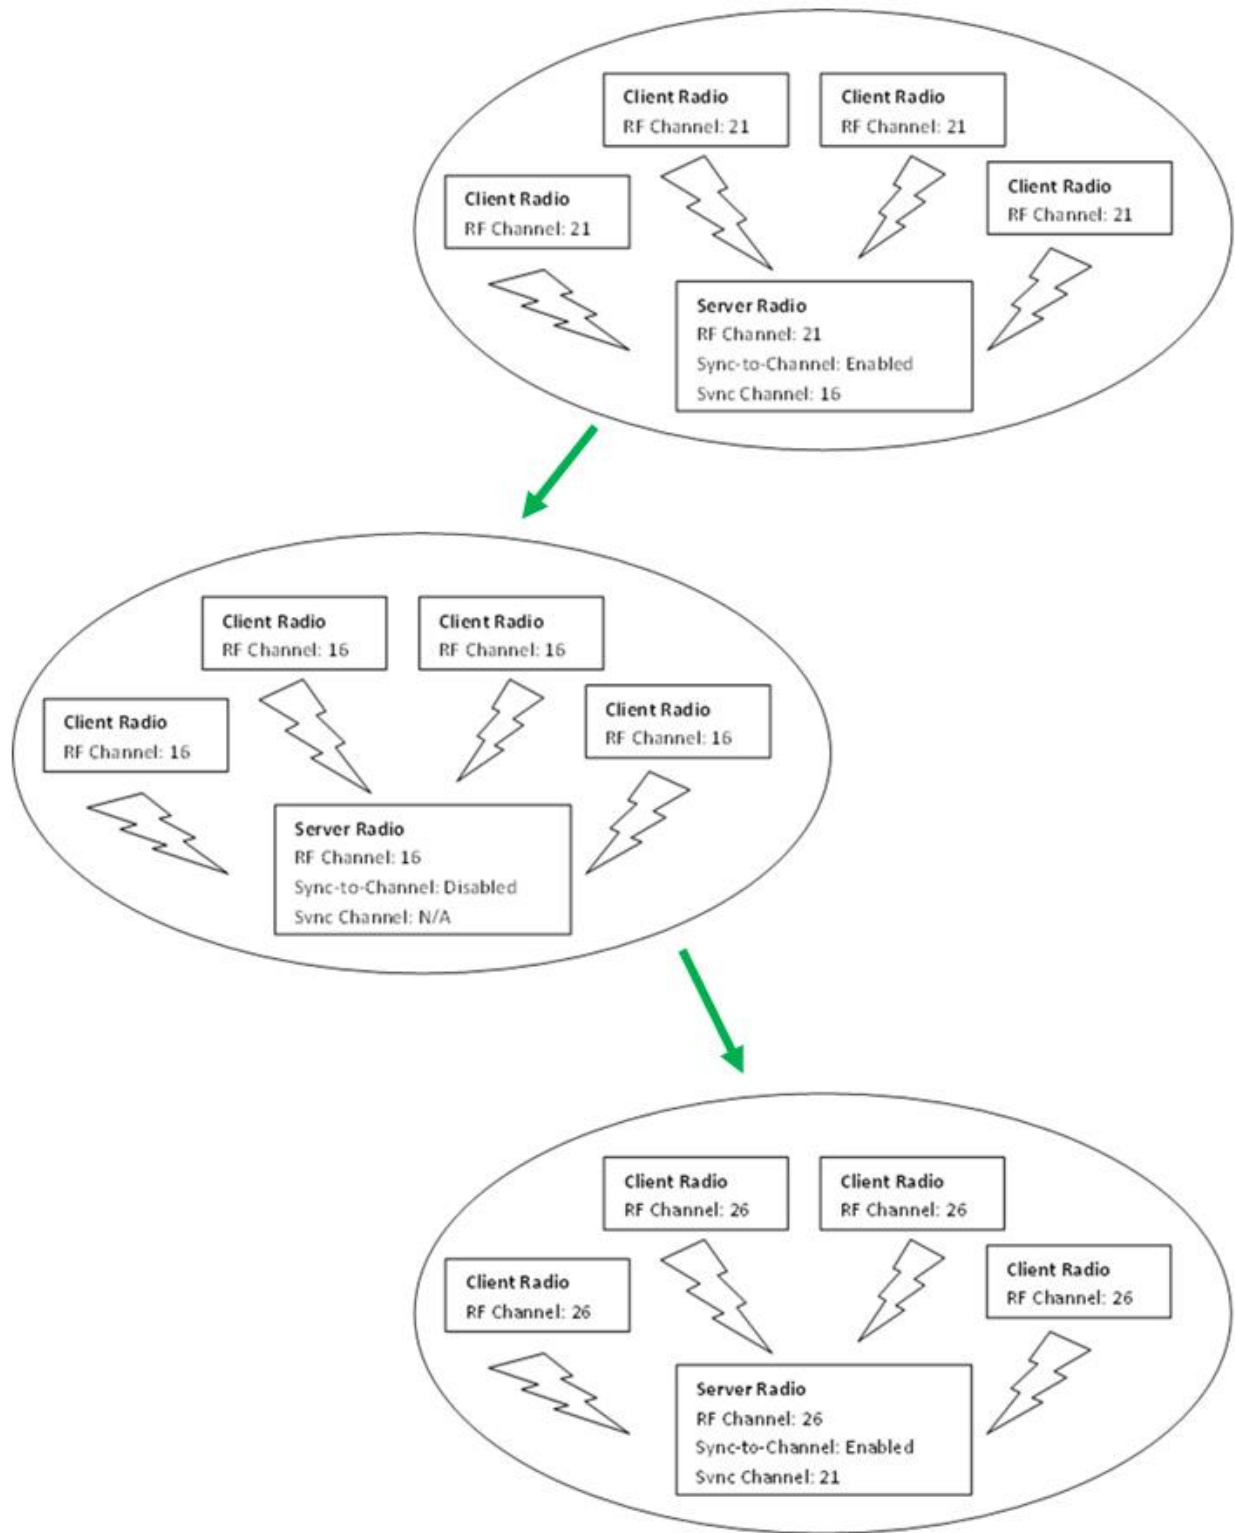 Client Radio
RF Channel: 21
Client Radio
RF Channel: 21
Client Radio
RF Channel: 21
Client Radio
RF Channel: 21
Server Radio
RF Channel: 21
Sync-to-Channel: Enabled
Sync Channel: 16
Client Radio
RF Channel: 16
Client Radio
RF Channel: 16
Client Radio
RF Channel: 16
Client Radio
RF Channel: 16
Server Radio
RF Channel: 16
Sync-to-Channel: Disabled
Sync Channel: N/A
Client Radio
RF Channel: 26
Client Radio
RF Channel: 26
Client Radio
RF Channel: 26
Client Radio
RF Channel: 26
Server Radio
RF Channel: 26
Sync-to-Channel: Enabled
Sync Channel: 21